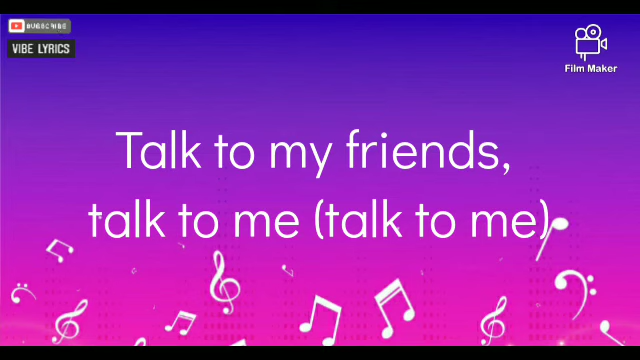 SUBSCRIBE
VIBE LYRICS
Film Maker
Talk to my friends,
talk to me (talk to me)